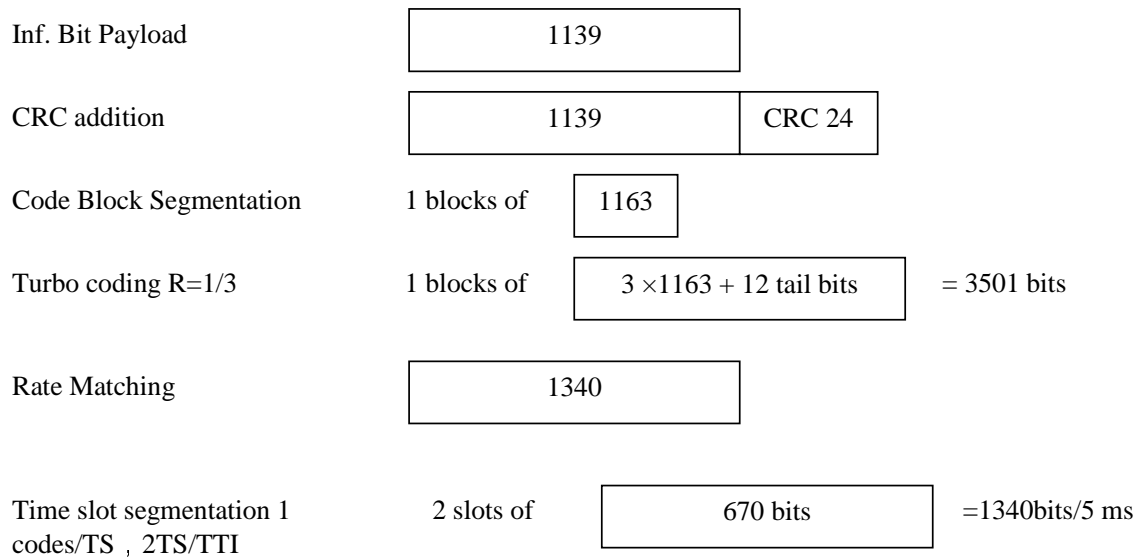 Inf. Bit Payload 1139
CRC addition 1139 CRC 24
Code Block Segmentation 1 blocks of 1163
Turbo coding R=1/3 1 blocks of 3 ×1163 + 12 tail bits = 3501 bits
Rate Matching 1340
Time slot segmentation 1 2 slots of 670 bits =1340bits/5 ms
codes/TS，2TS/TTI